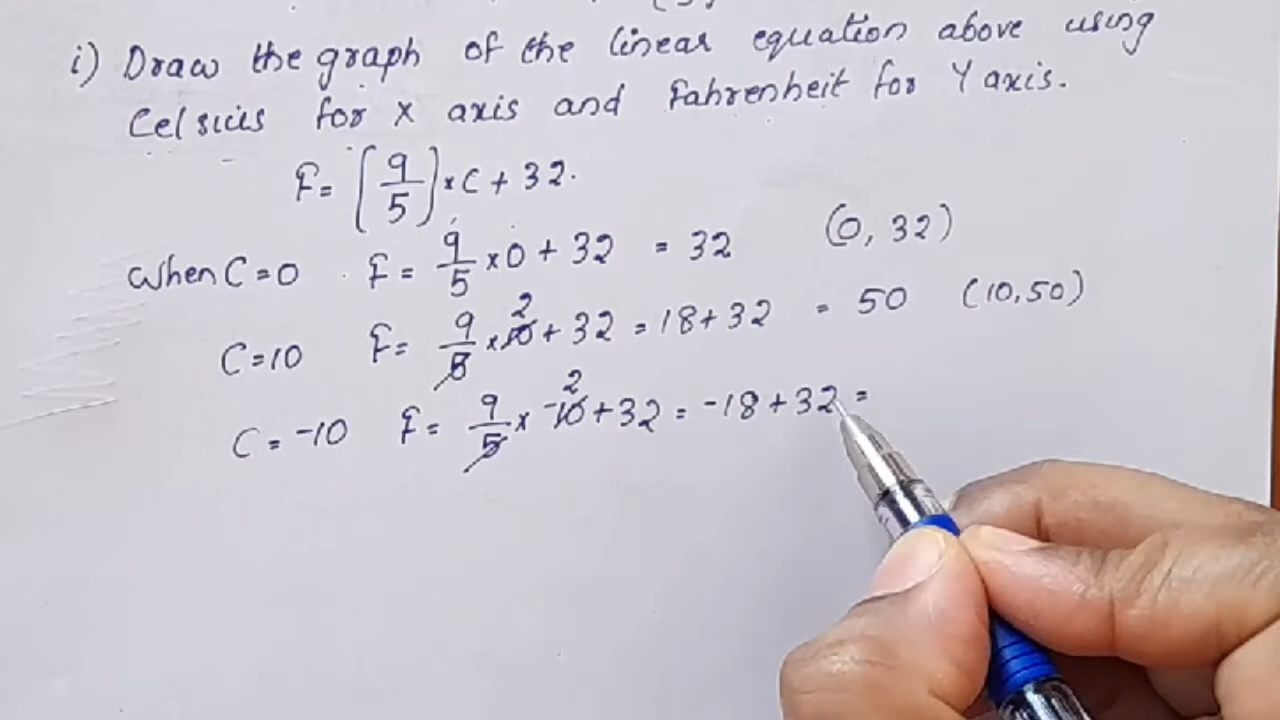 i) Draw the graph of the linear equation above using
Celsius for X axis and Fahrenheit for Y axis.
F = [9/5] × C + 32.
When C = 0 F = 9/5 × 0 + 32 = 32 (0, 32)
C = 10 F = 9/5 × 10 2 + 32 = 18 + 32 = 50 (10, 50)
C = -10 F = 9/5 × -10 2 + 32 = -18 + 32 =